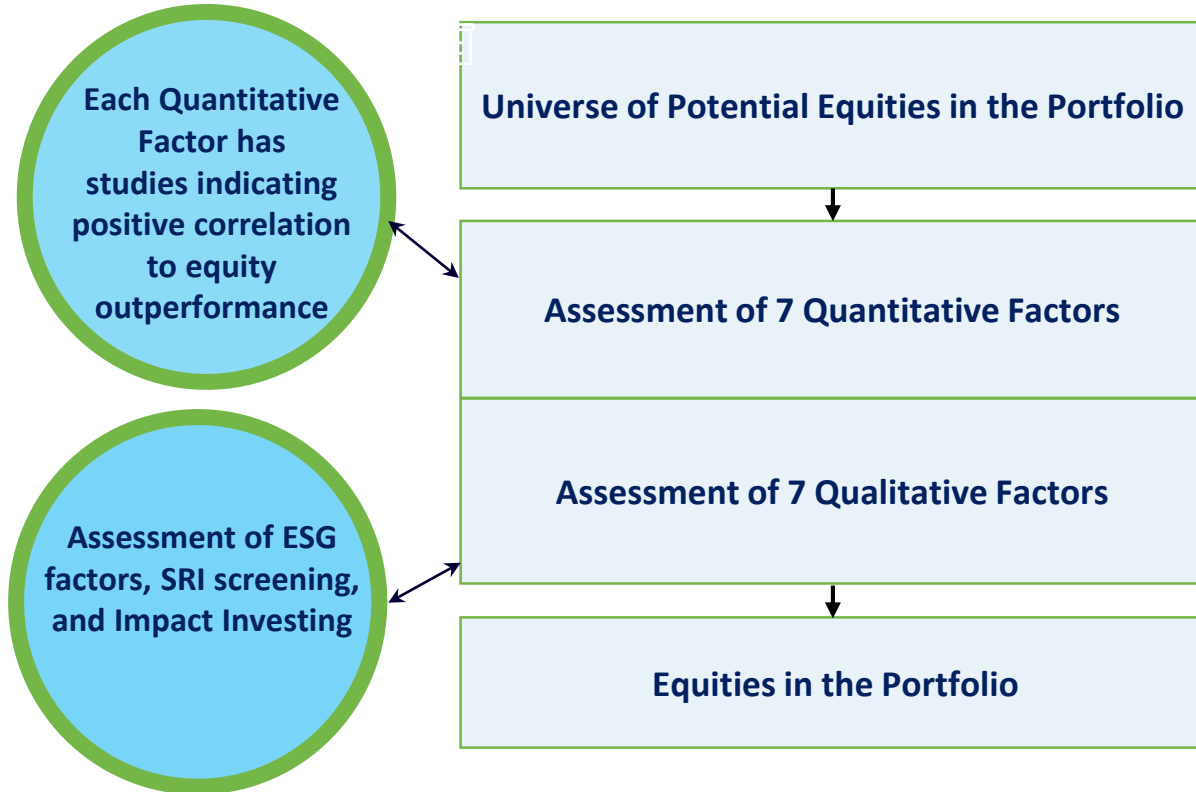 Each Quantitative
Factor has
studies indicating
positive correlation
to equity
outperformance
Universe of Potential Equities in the Portfolio
Assessment of 7 Quantitative Factors
Assessment of 7 Qualitative Factors
Assessment of ESG
factors, SRI screening,
and Impact Investing
Equities in the Portfolio